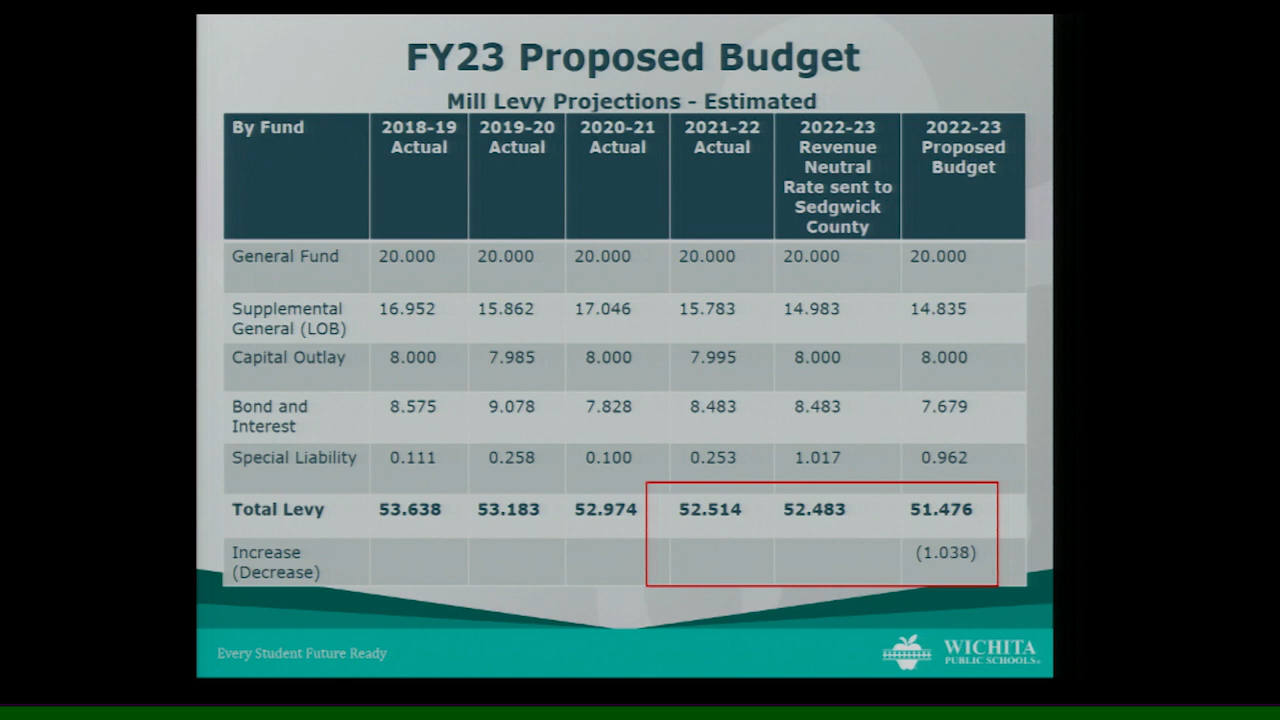 FY23 Proposed Budget
Mill Levy Projections - Estimated
By Fund 2018-19 Actual 2019-20 Actual 2020-21 Actual 2021-22 Actual 2022-23 Revenue Neutral Rate sent to Sedgwick County 2022-23 Proposed Budget
General Fund 20.000 20.000 20.000 20.000 20.000 20.000
Supplemental General (LOB) 16.952 15.862 17.046 15.783 14.983 14.835
Capital Outlay 8.000 7.985 8.000 7.995 8.000 8.000
Bond and Interest 8.575 9.078 7.828 8.483 8.483 7.679
Special Liability 0.111 0.258 0.100 0.253 1.017 0.962
Total Levy 53.638 53.183 52.974 52.514 52.483 51.476
Increase (Decrease) (1.038)
Every Student Future Ready
WICHITA
PUBLIC SCHOOLS